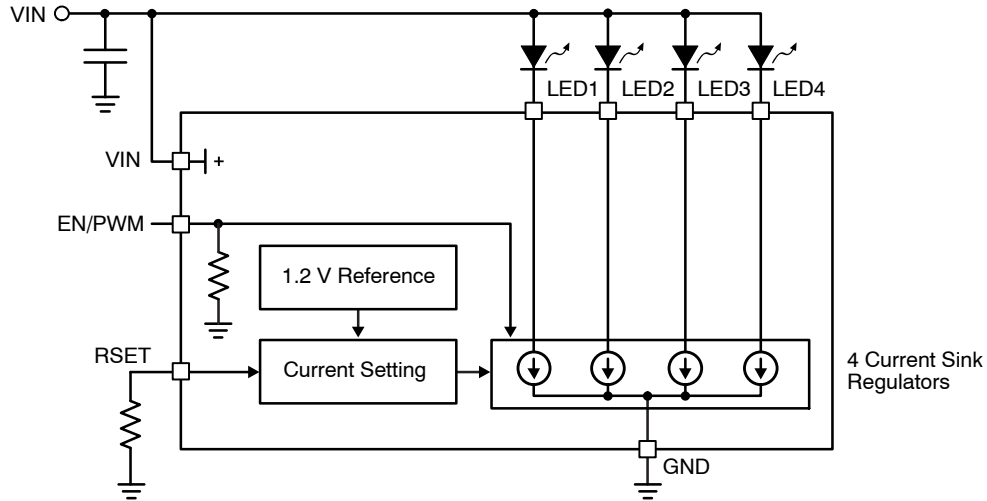 VIN
LED1
LED2
LED3
LED4
VIN
+
EN/PWM
1.2 V Reference
RSET
Current Setting
4 Current Sink
Regulators
GND